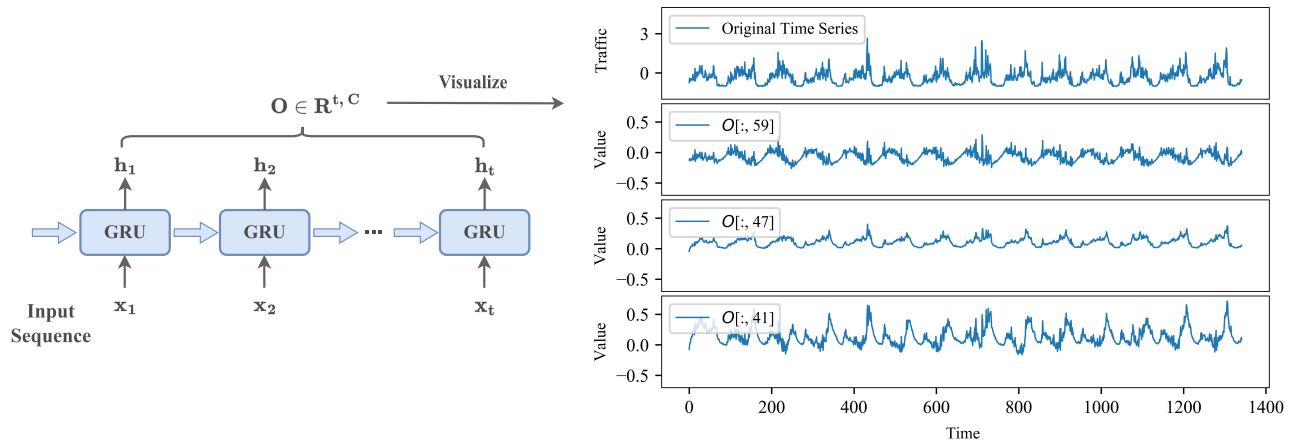 Visualize
O ∈ R^{t, C}
h₁ h₂ hₜ
GRU GRU ... GRU
x₁ x₂ xₜ
Input
Sequence
Original Time Series
Traffic
3
0
O[:, 59]
Value
0.5
0.0
−0.5
O[:, 47]
Value
0.5
0.0
−0.5
O[:, 41]
Value
0.5
0.0
−0.5
0 200 400 600 800 1000 1200 1400
Time